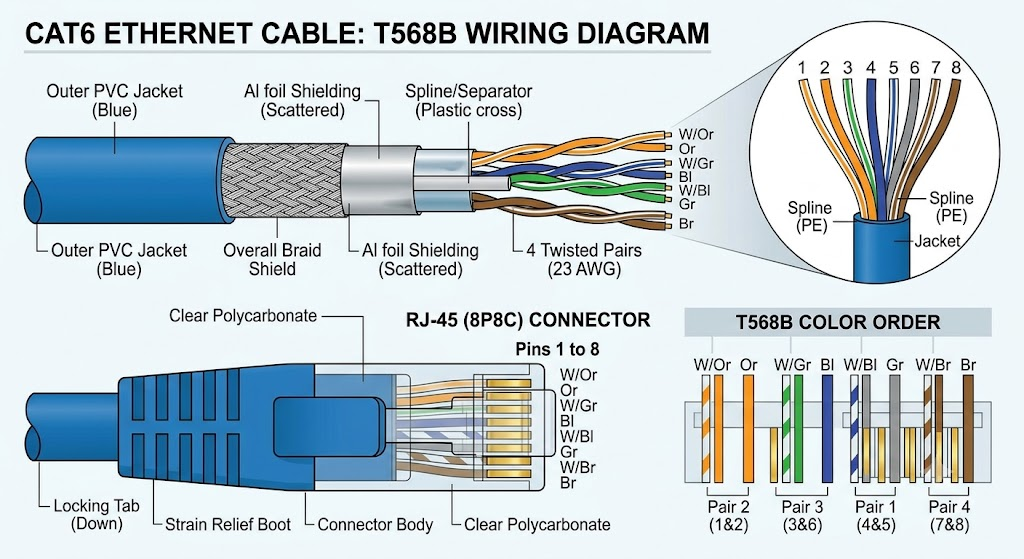 CAT6 ETHERNET CABLE: T568B WIRING DIAGRAM
Outer PVC Jacket
(Blue)
Al foil Shielding
(Scattered)
Spline/Separator
(Plastic cross)
W/Or
Or
W/Gr
Bl
W/Bl
Gr
Br
Outer PVC Jacket
(Blue)
Overall Braid
Shield
Al foil Shielding
(Scattered)
4 Twisted Pairs
(23 AWG)
1 2 3 4 5 6 7 8
Spline
(PE)
Spline
(PE)
Jacket
Clear Polycarbonate
RJ-45 (8P8C) CONNECTOR
Pins 1 to 8
W/Or
Or
W/Gr
Bl
W/Bl
Gr
W/Br
Br
Locking Tab
(Down)
Strain Relief Boot
Connector Body
Clear Polycarbonate
T568B COLOR ORDER
W/Or Or W/Gr Bl W/Bl Gr W/Br Br
Pair 2
(1&2)
Pair 3
(3&6)
Pair 1
(4&5)
Pair 4
(7&8)